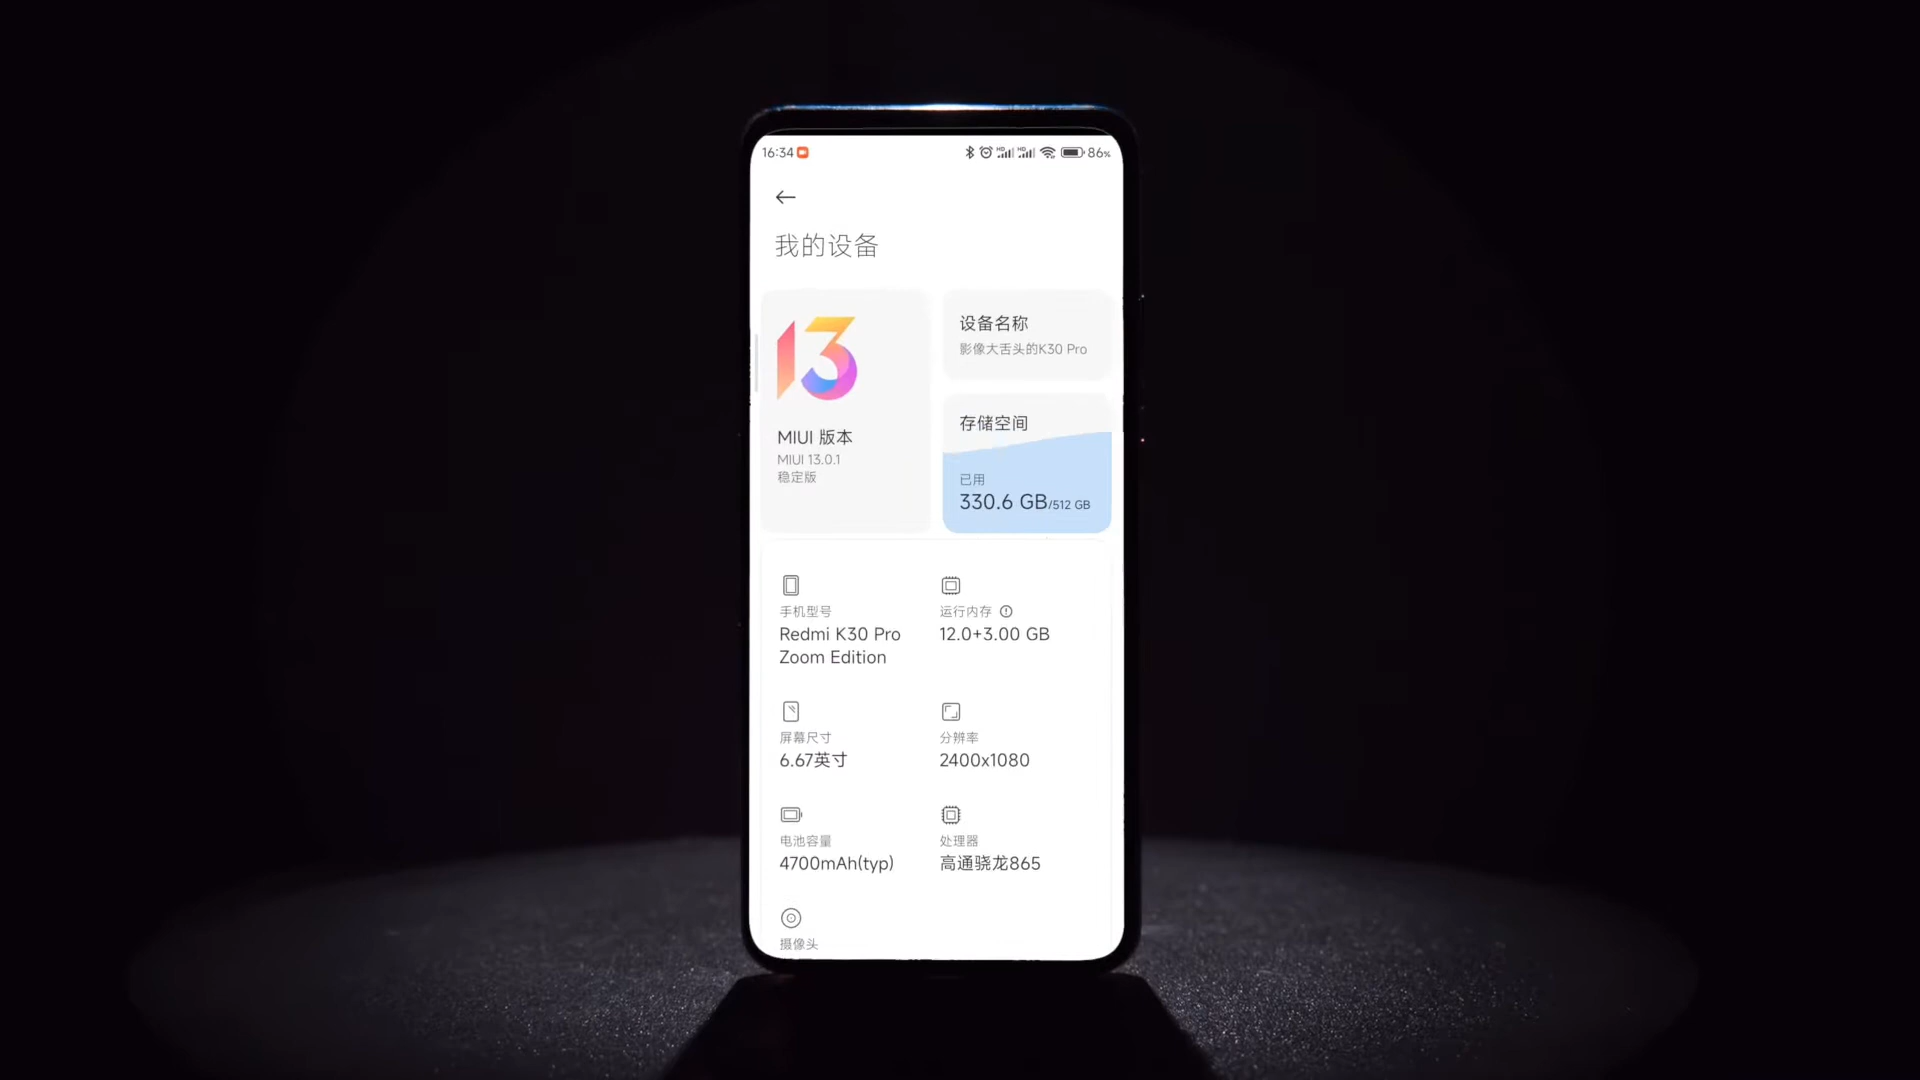 16:34
86%
我的设备
13
MIUI 版本
MIUI 13.0.1
稳定版
设备名称
影像大舌头的K30 Pro
存储空间
已用
330.6 GB/512 GB
手机型号
Redmi K30 Pro
Zoom Edition
运行内存
12.0+3.00 GB
屏幕尺寸
6.67英寸
分辨率
2400x1080
电池容量
4700mAh(typ)
处理器
高通骁龙865
摄像头